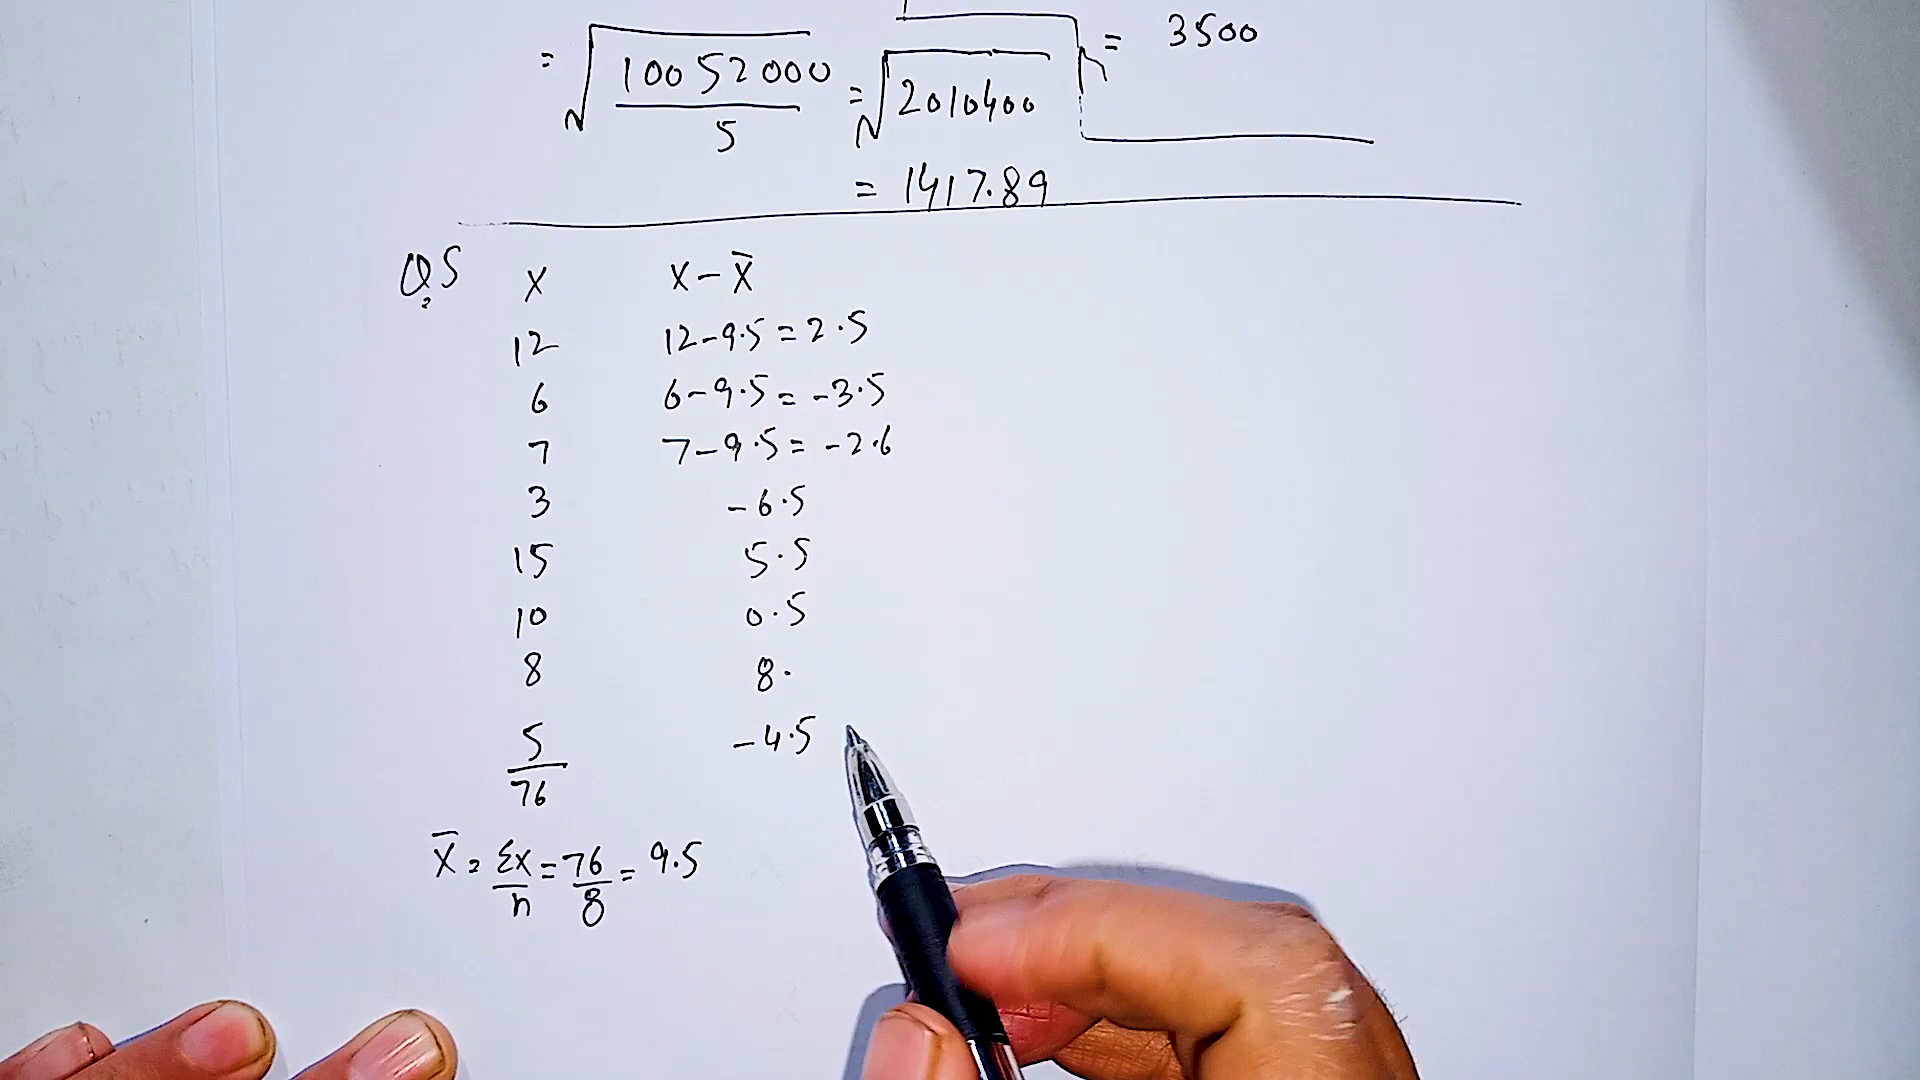 = √(10052000/5) = √2010400 = 3500
= 1417.89
Q.5 X X - X̄
12 12-9.5 = 2.5
6 6-9.5 = -3.5
7 7-9.5 = -2.6
3 -6.5
15 5.5
10 0.5
8 8.
5 -4.5
76
X̄ = Σx/n = 76/8 = 9.5